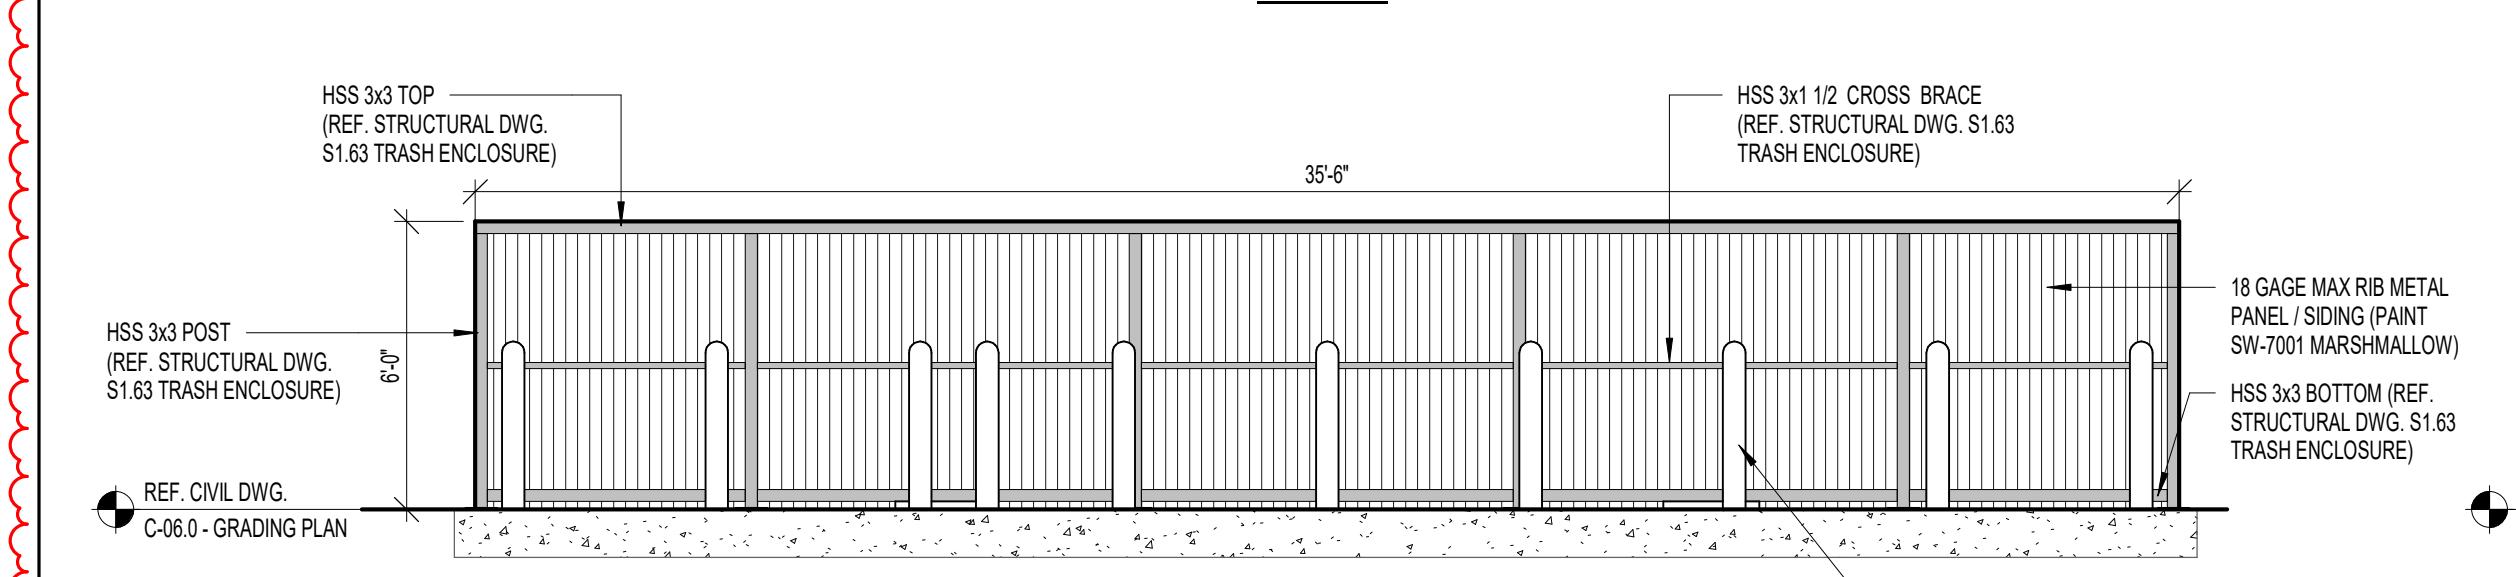 HSS 3x3 TOP
(REF. STRUCTURAL DWG.
S1.63 TRASH ENCLOSURE)
HSS 3x1 1/2 CROSS BRACE
(REF. STRUCTURAL DWG. S1.63
TRASH ENCLOSURE)
35'-6"
HSS 3x3 POST
(REF. STRUCTURAL DWG.
S1.63 TRASH ENCLOSURE)
6'-0"
18 GAGE MAX RIB METAL
PANEL / SIDING (PAINT
SW-7001 MARSHMALLOW)
HSS 3x3 BOTTOM (REF.
STRUCTURAL DWG. S1.63
TRASH ENCLOSURE)
REF. CIVIL DWG.
C-06.0 - GRADING PLAN